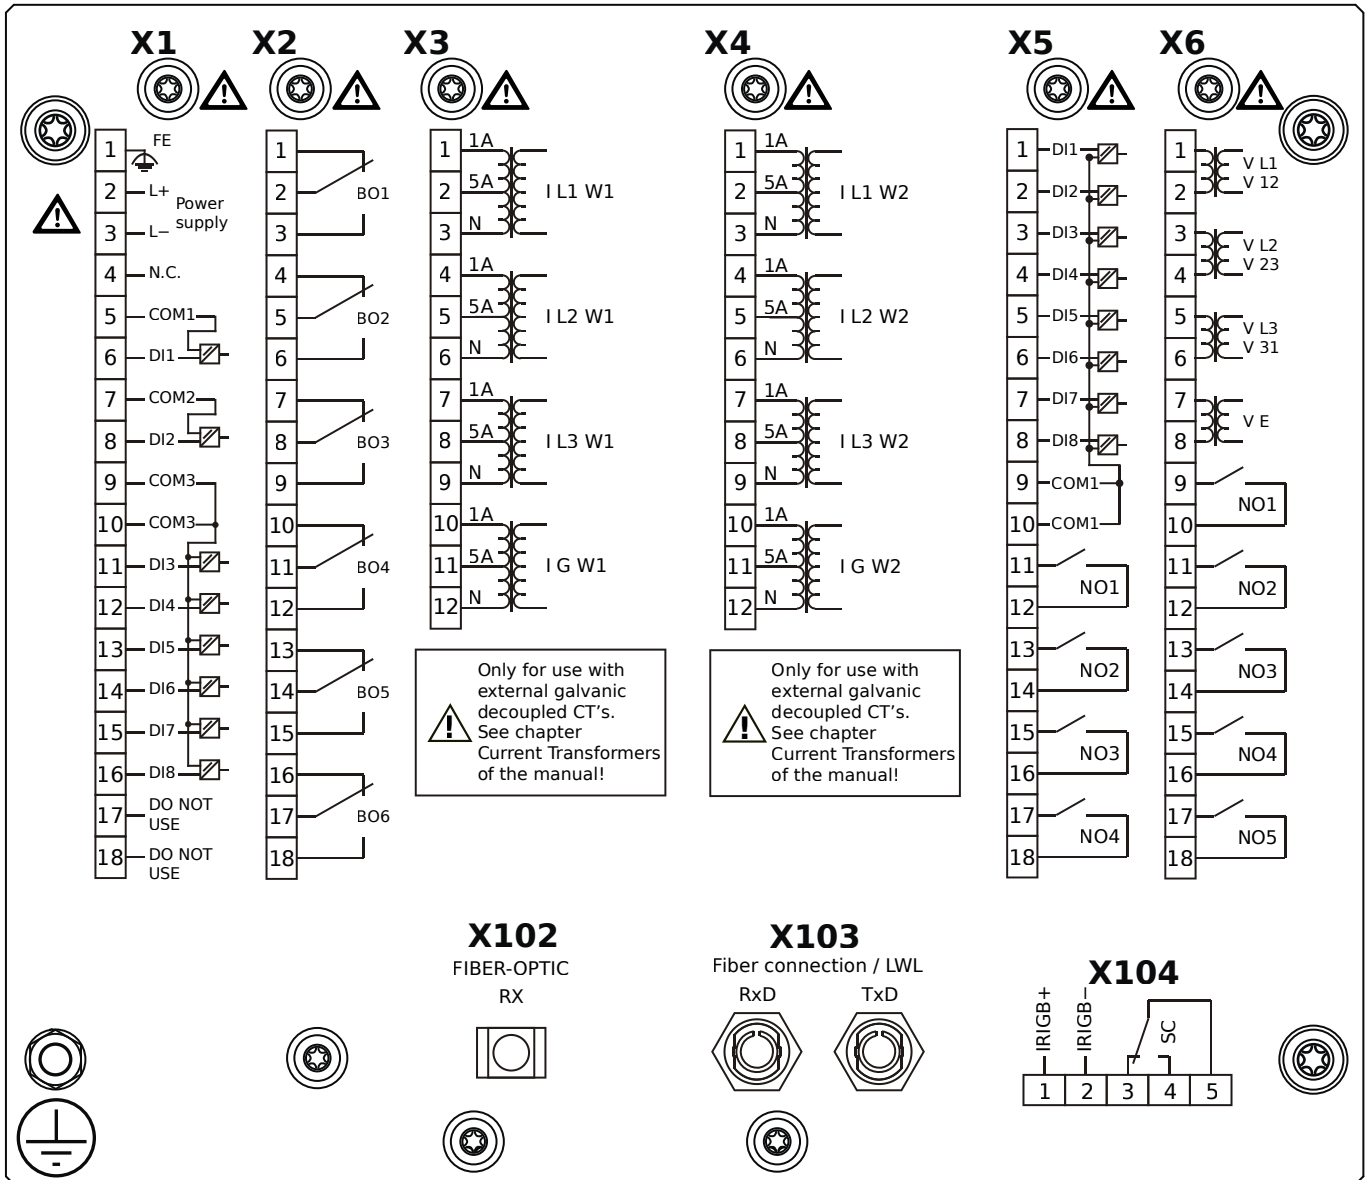 X1
1
FE
2
L+
Power
supply
3
L−
4
N.C.
5
COM1
6
DI1
7
COM2
8
DI2
9
COM3
10
COM3
11
DI3
12
DI4
13
DI5
14
DI6
15
DI7
16
DI8
17
DO NOT
USE
18
DO NOT
USE
X2
1
2
BO1
3
4
5
BO2
6
7
8
BO3
9
10
11
BO4
12
13
14
BO5
15
16
17
BO6
18
X3
1
1A
2
5A
I L1 W1
3
N
4
1A
5
5A
I L2 W1
6
N
7
1A
8
5A
I L3 W1
9
N
10
1A
11
5A
I G W1
12
N
Only for use with
external galvanic
decoupled CT's.
See chapter
Current Transformers
of the manual!
X4
1
1A
2
5A
I L1 W2
3
N
4
1A
5
5A
I L2 W2
6
N
7
1A
8
5A
I L3 W2
9
N
10
1A
11
5A
I G W2
12
N
Only for use with
external galvanic
decoupled CT's.
See chapter
Current Transformers
of the manual!
X5
1
DI1
2
DI2
3
DI3
4
DI4
5
DI5
6
DI6
7
DI7
8
DI8
9
COM1
10
COM1
11
NO1
12
13
NO2
14
15
NO3
16
17
NO4
18
X6
1
V L1
V 12
2
3
V L2
V 23
4
5
V L3
V 31
6
7
V E
8
9
NO1
10
11
NO2
12
13
NO3
14
15
NO4
16
17
NO5
18
X102
FIBER-OPTIC
RX
X103
Fiber connection / LWL
RxD
TxD
X104
IRIGB+
IRIGB−
SC
1
2
3
4
5